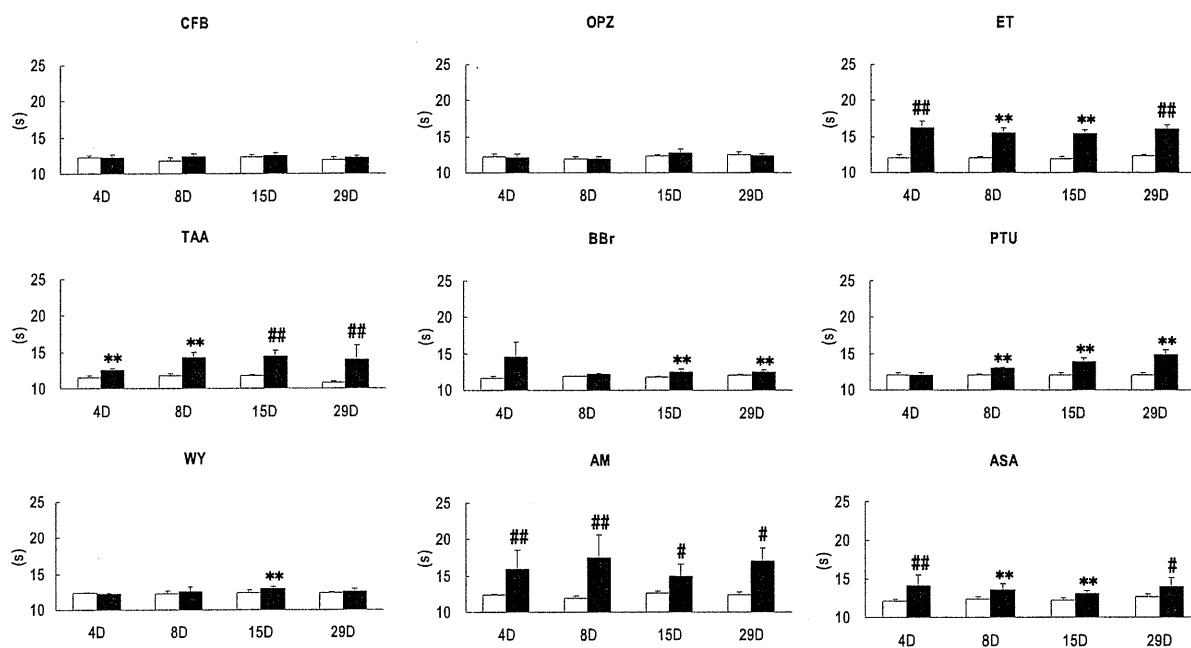 CFB
OPZ
ET
25
20
15
10
(s)
4D 8D 15D 29D
25
20
15
10
(s)
4D 8D 15D 29D
25
20
15
10
(s)
## ** ** ##
4D 8D 15D 29D
TAA
BBr
PTU
25
20
15
10
(s)
** ** ## ##
4D 8D 15D 29D
25
20
15
10
(s)
** **
4D 8D 15D 29D
25
20
15
10
(s)
** ** **
4D 8D 15D 29D
WY
AM
ASA
25
20
15
10
(s)
**
4D 8D 15D 29D
25
20
15
10
(s)
## ## # #
4D 8D 15D 29D
25
20
15
10
(s)
## ** ** #
4D 8D 15D 29D